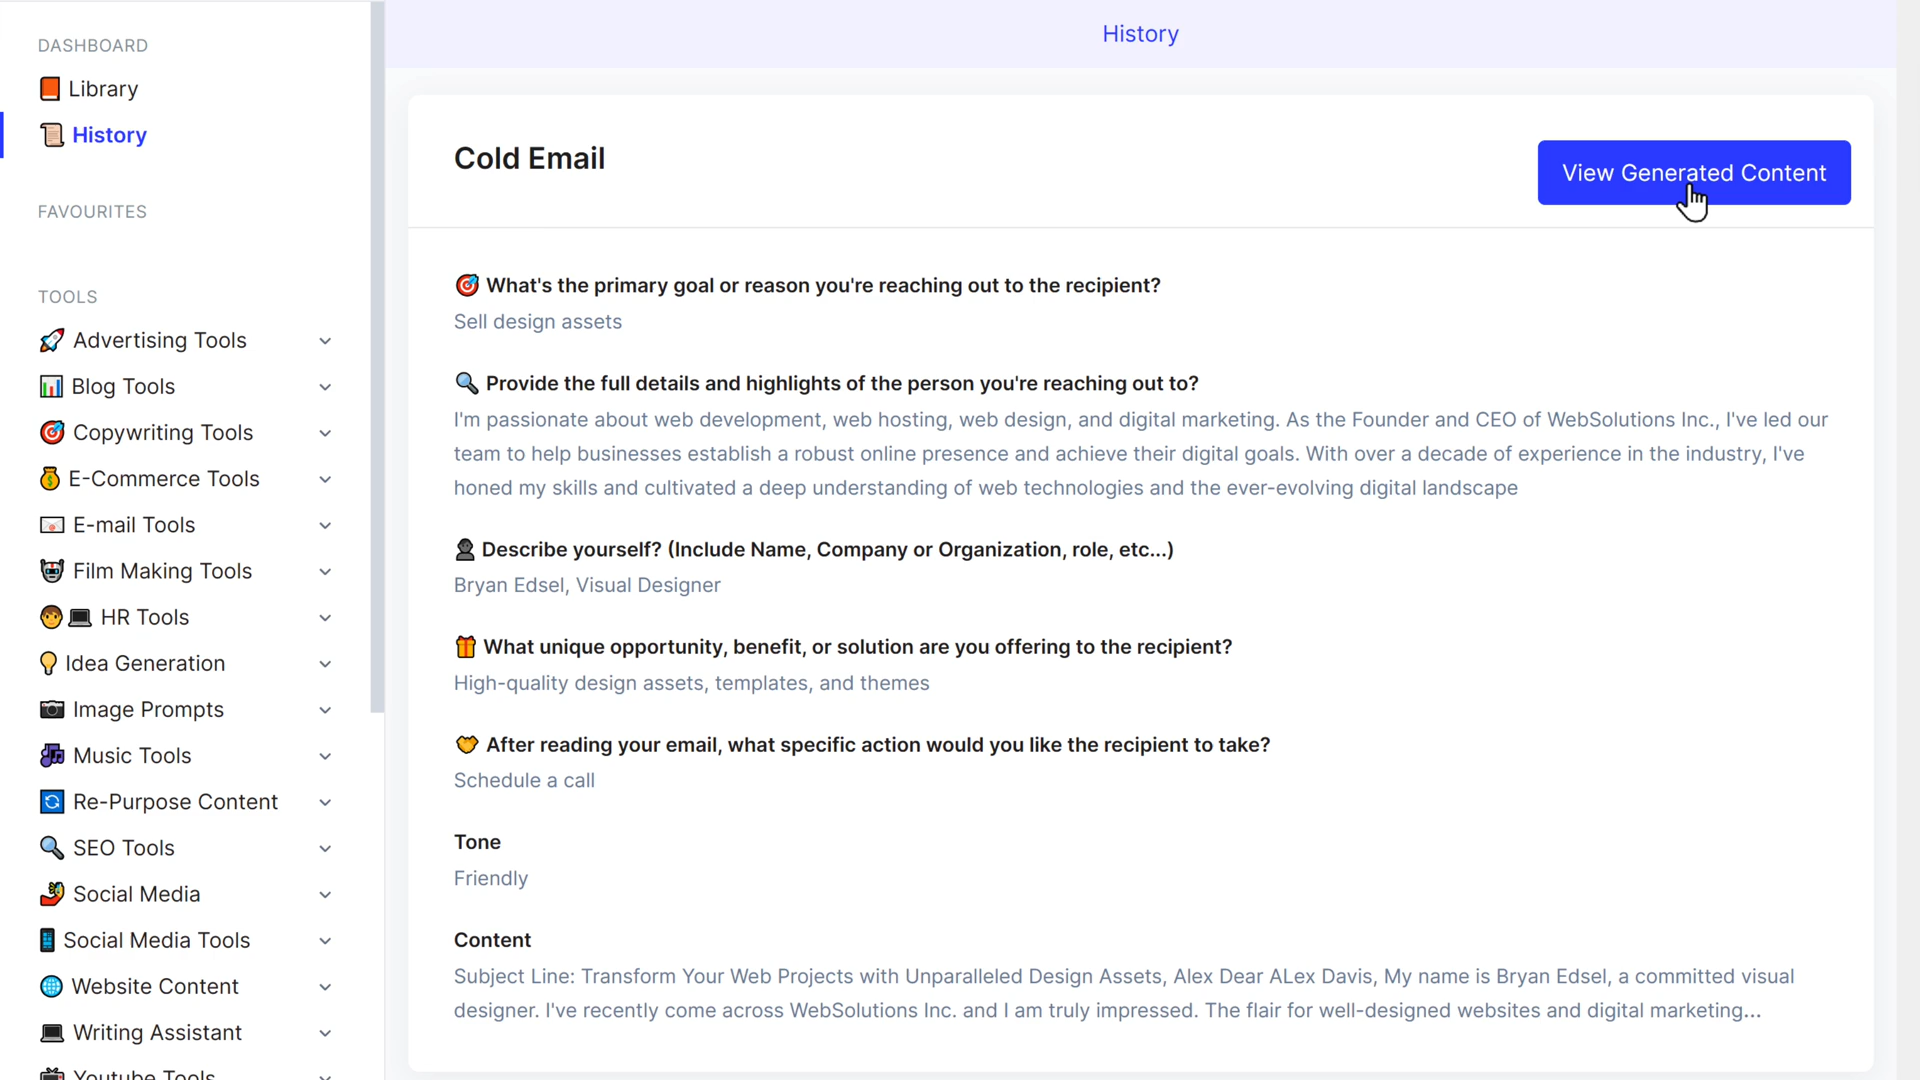 DASHBOARD
Library
History
FAVOURITES
TOOLS
Advertising Tools
Blog Tools
Copywriting Tools
E-Commerce Tools
E-mail Tools
Film Making Tools
HR Tools
Idea Generation
Image Prompts
Music Tools
Re-Purpose Content
SEO Tools
Social Media
Social Media Tools
Website Content
Writing Assistant
Youtube Tools
History
Cold Email
View Generated Content
What's the primary goal or reason you're reaching out to the recipient?
Sell design assets
Provide the full details and highlights of the person you're reaching out to?
I'm passionate about web development, web hosting, web design, and digital marketing. As the Founder and CEO of WebSolutions Inc., I've led our
team to help businesses establish a robust online presence and achieve their digital goals. With over a decade of experience in the industry, I've
honed my skills and cultivated a deep understanding of web technologies and the ever-evolving digital landscape
Describe yourself? (Include Name, Company or Organization, role, etc...)
Bryan Edsel, Visual Designer
What unique opportunity, benefit, or solution are you offering to the recipient?
High-quality design assets, templates, and themes
After reading your email, what specific action would you like the recipient to take?
Schedule a call
Tone
Friendly
Content
Subject Line: Transform Your Web Projects with Unparalleled Design Assets, Alex Dear ALex Davis, My name is Bryan Edsel, a committed visual
designer. I've recently come across WebSolutions Inc. and I am truly impressed. The flair for well-designed websites and digital marketing...